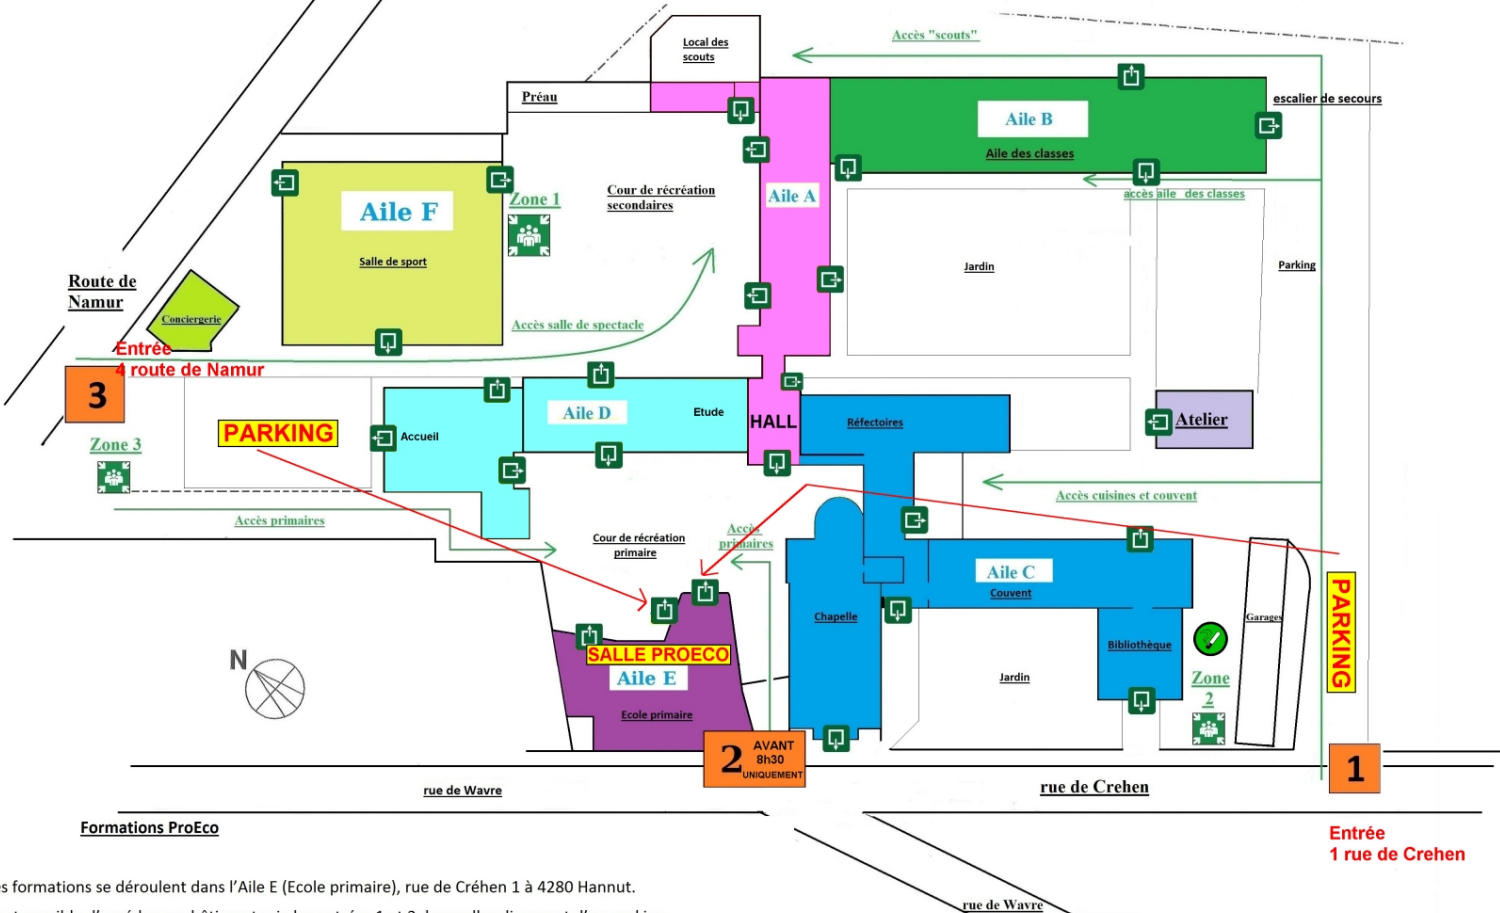 Accès "scouts"
Local des
scouts
Préau
escalier de secours
Aile B
Aile des classes
Aile A
accès aile des classes
Cour de récréation
secondaires
Zone 1
Aile F
Salle de sport
Jardin
Parking
Route de
Namur
Conciergerie
Accès salle de spectacle
Entrée
4 route de Namur
3
PARKING
Zone 3
Accueil
Aile D
Etude
HALL
Réfectoires
Atelier
Accès cuisines et couvent
Accès primaires
Cour de récréation
primaire
Accès
primaires
Aile C
Couvent
Chapelle
Bibliothèque
Garages
PARKING
SALLE PROECO
Aile E
Ecole primaire
N
Jardin
Zone
2
2
AVANT
8h30
UNIQUEMENT
1
rue de Wavre
rue de Crehen
Formations ProEco
Entrée
1 rue de Crehen
es formations se déroulent dans l'Aile E (Ecole primaire), rue de Créhen 1 à 4280 Hannut.
rue de Wavre